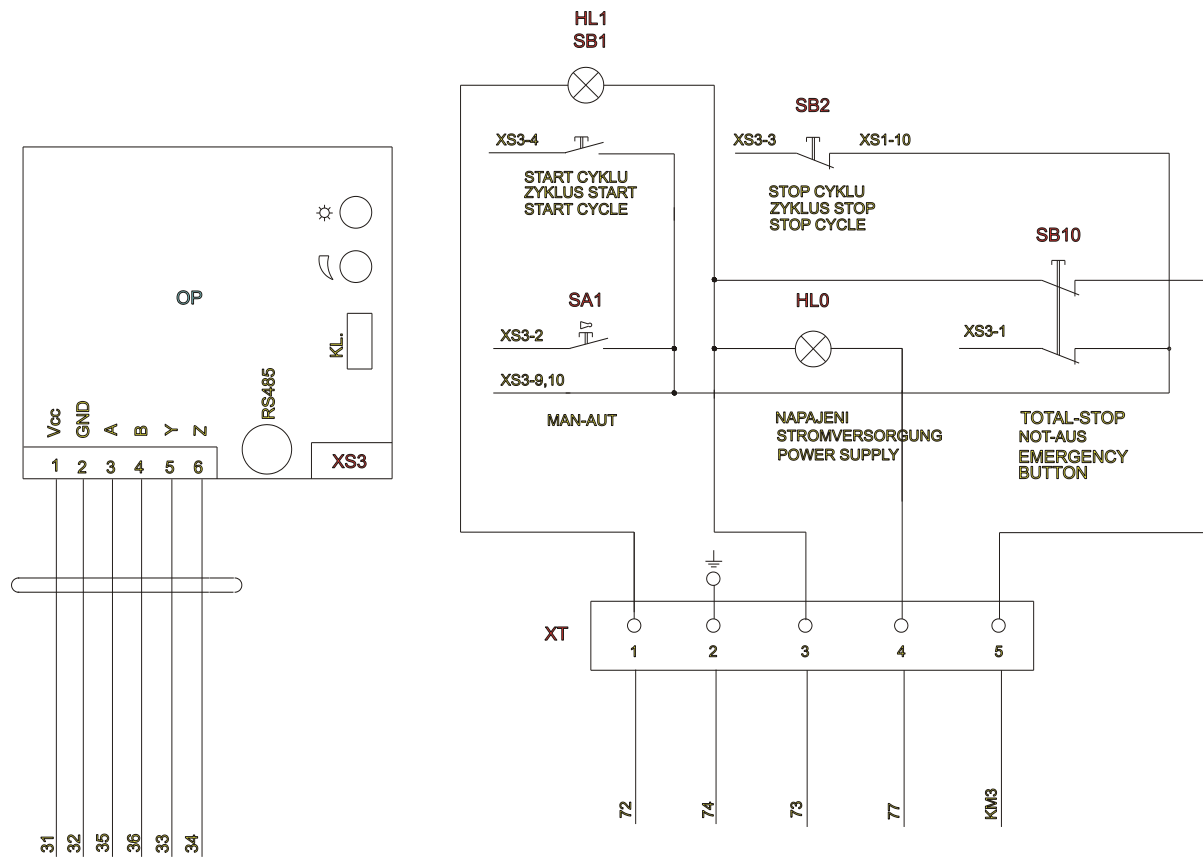 HL1
SB1
SB2
XS3-4
XS3-3
XS1-10
START CYKLU
ZYKLUS START
START CYCLE
STOP CYKLU
ZYKLUS STOP
STOP CYCLE
SB10
OP
SA1
HL0
KL.
XS3-2
XS3-1
XS3-9,10
MAN-AUT
NAPAJENI
STROMVERSORGUNG
POWER SUPPLY
TOTAL-STOP
NOT-AUS
EMERGENCY
BUTTON
RS485
Vcc GND A B Y Z
1 2 3 4 5 6
XS3
XT
1 2 3 4 5
72 74 73 77 KM3
31 32 35 36 33 34